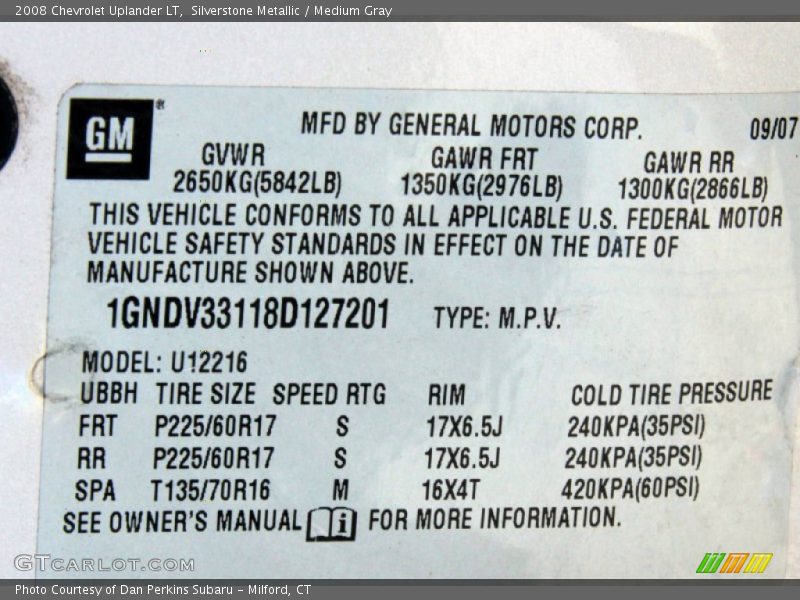 2008 Chevrolet Uplander LT, Silverstone Metallic / Medium Gray
GM ®
MFD BY GENERAL MOTORS CORP. 09/07
GVWR GAWR FRT GAWR RR
2650KG(5842LB) 1350KG(2976LB) 1300KG(2866LB)
THIS VEHICLE CONFORMS TO ALL APPLICABLE U.S. FEDERAL MOTOR
VEHICLE SAFETY STANDARDS IN EFFECT ON THE DATE OF
MANUFACTURE SHOWN ABOVE.
1GNDV33118D127201 TYPE: M.P.V.
MODEL: U12216
UBBH TIRE SIZE SPEED RTG RIM COLD TIRE PRESSURE
FRT P225/60R17 S 17X6.5J 240KPA(35PSI)
RR P225/60R17 S 17X6.5J 240KPA(35PSI)
SPA T135/70R16 M 16X4T 420KPA(60PSI)
SEE OWNER'S MANUAL i FOR MORE INFORMATION.
GTCARLOT.COM
Photo Courtesy of Dan Perkins Subaru - Milford, CT